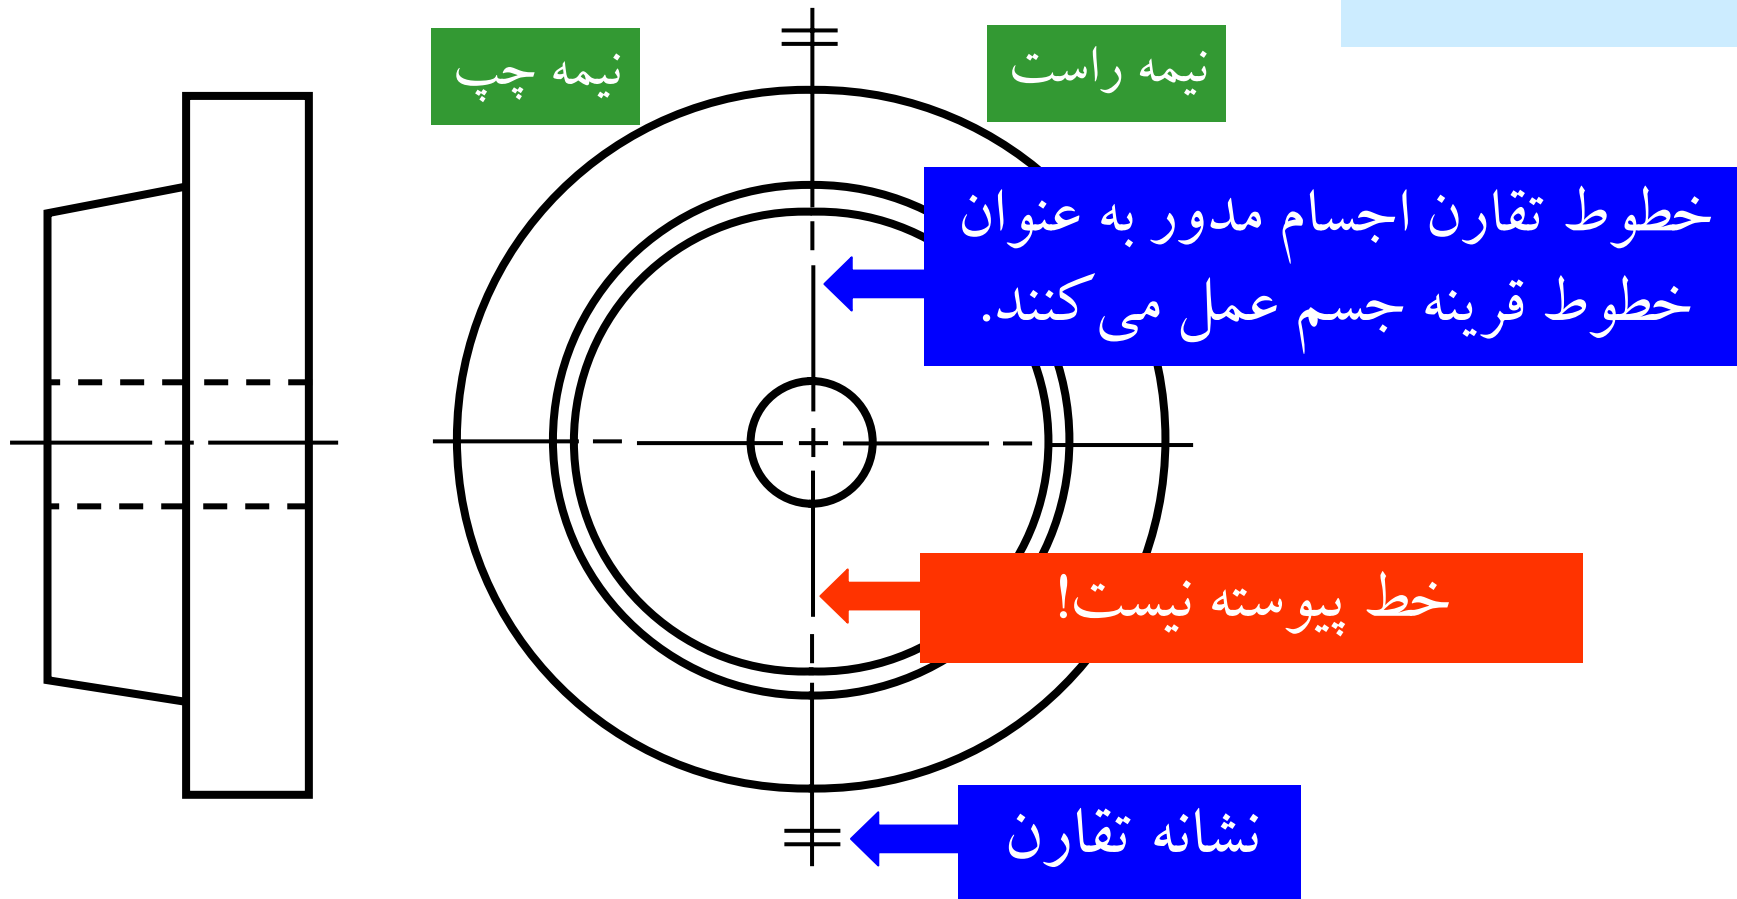 نیمه راست
نیمه چپ
خطوط تقارن اجسام مدور به عنوان
خطوط قرینه جسم عمل می‌کنند.
خط پیوسته نیست!
نشانه تقارن